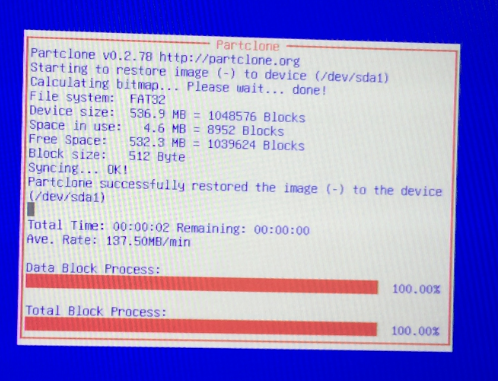 Partclone
Partclone v0.2.78 http://partclone.org
Starting to restore image (-) to device (/dev/sda1)
Calculating bitmap... Please wait... done!
File system: FAT32
Device size: 536.9 MB = 1048576 Blocks
Space in use: 4.6 MB = 8952 Blocks
Free Space: 532.3 MB = 1039624 Blocks
Block size: 512 Byte
Syncing... OK!
Partclone successfully restored the image (-) to the device
(/dev/sda1)
Total Time: 00:00:02 Remaining: 00:00:00
Ave. Rate: 137.50MB/min
Data Block Process:
100.00%
Total Block Process:
100.00%